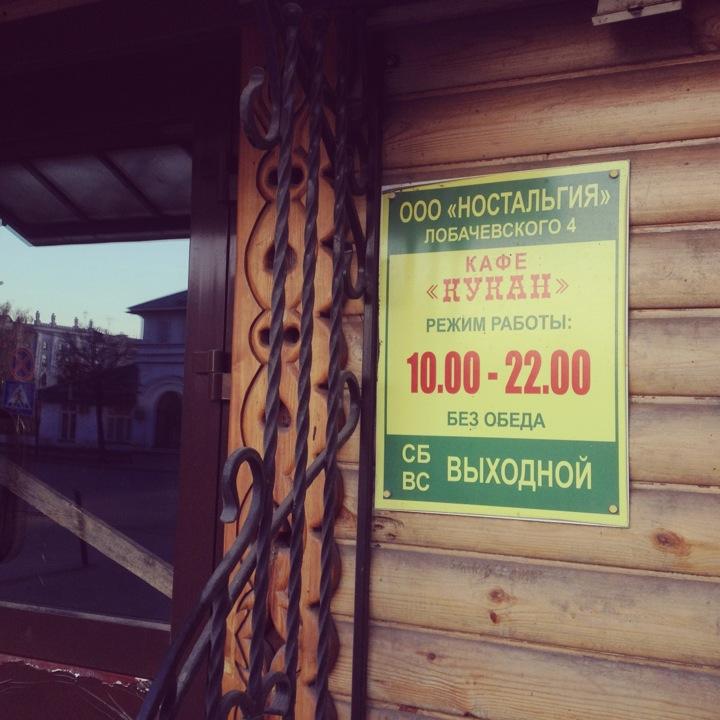 ООО «НОСТАЛЬГИЯ»
ЛОБАЧЕВСКОГО 4
КАФЕ
«КУКАН»
РЕЖИМ РАБОТЫ:
10.00 - 22.00
БЕЗ ОБЕДА
СБ
ВС ВЫХОДНОЙ